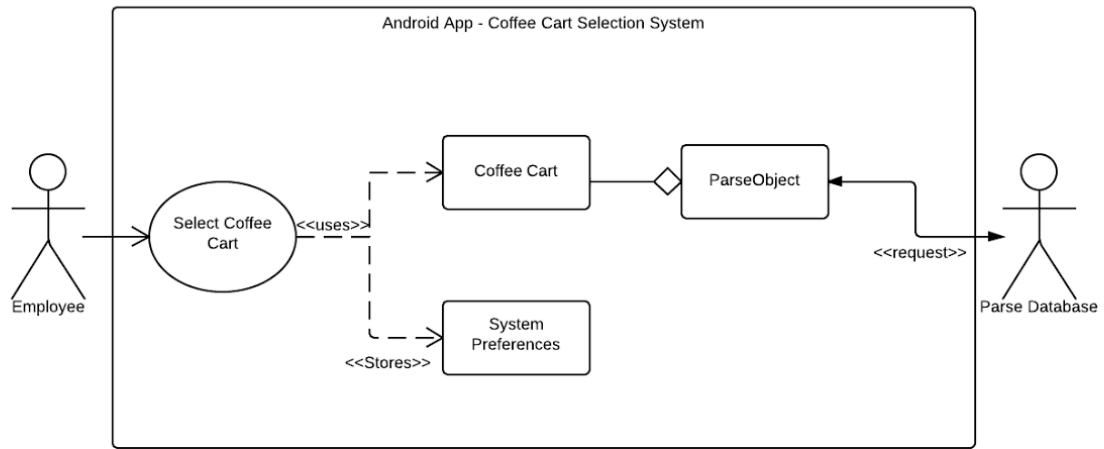 Android App - Coffee Cart Selection System
Coffee Cart
ParseObject
Select Coffee
Cart
<<uses>>
<<request>>
Employee
Parse Database
System
Preferences
<<Stores>>